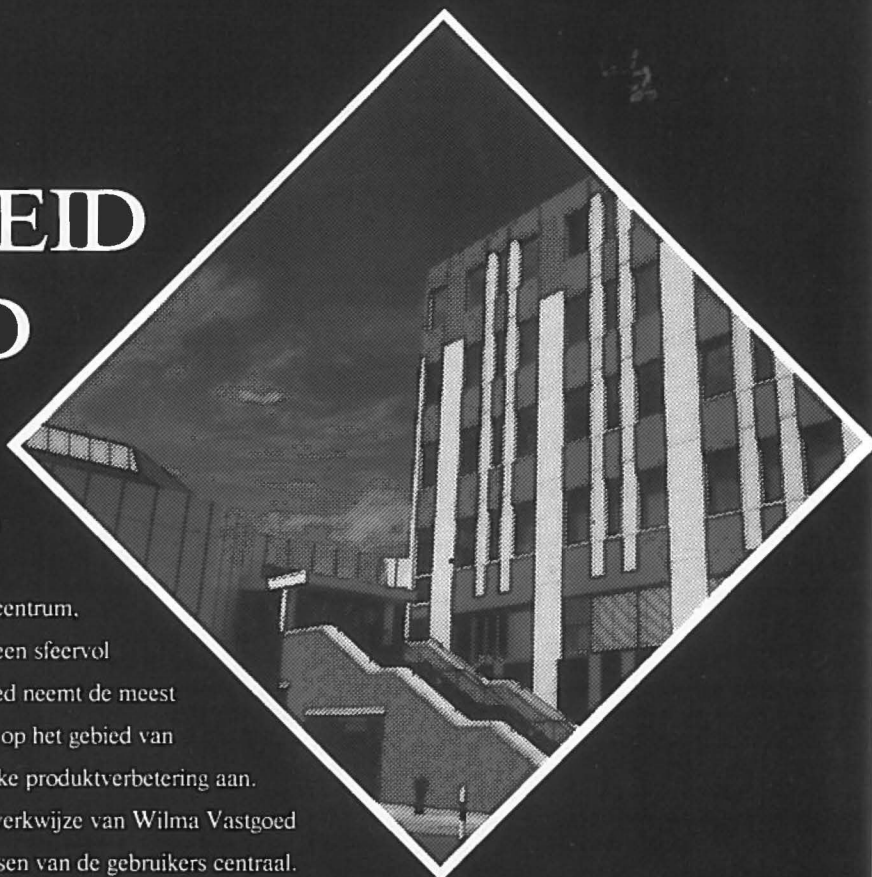 EID
D
centrum,
een sfeervol
ed neemt de meest
op het gebied van
ke produktverbetering aan.
verkwijze van Wilma Vastgoed
sen van de gebruikers centraal.